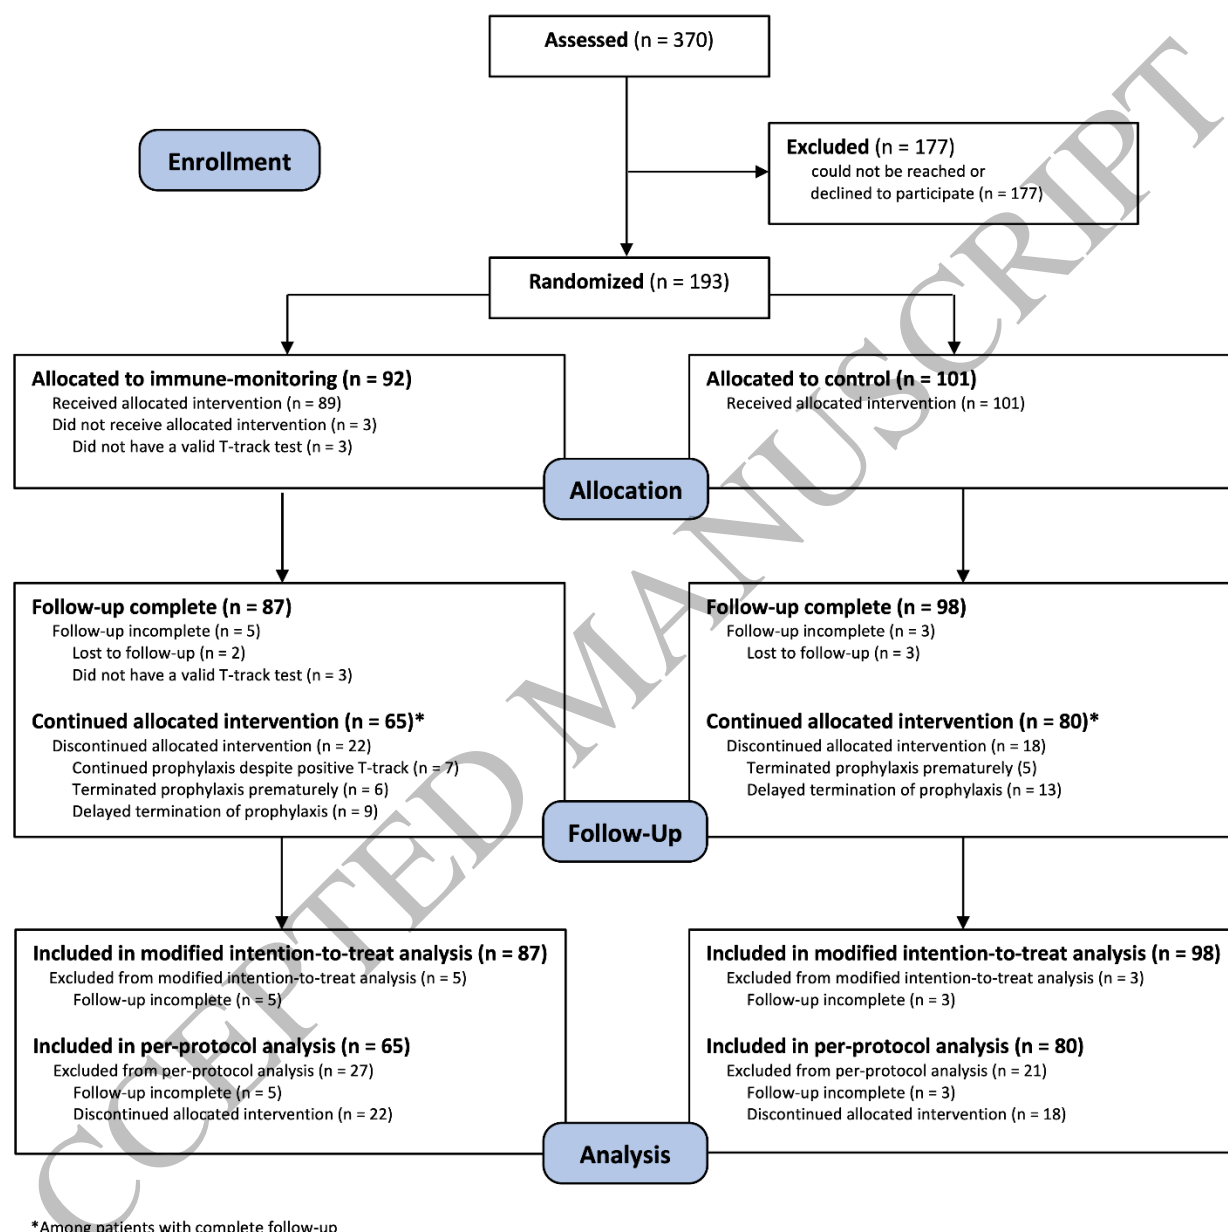 Assessed (n = 370)
Enrollment
Excluded (n = 177)
could not be reached or
declined to participate (n = 177)
Randomized (n = 193)
Allocated to immune-monitoring (n = 92)
Received allocated intervention (n = 89)
Did not receive allocated intervention (n = 3)
Did not have a valid T-track test (n = 3)
Allocated to control (n = 101)
Received allocated intervention (n = 101)
Allocation
Follow-up complete (n = 87)
Follow-up incomplete (n = 5)
Lost to follow-up (n = 2)
Did not have a valid T-track test (n = 3)
Continued allocated intervention (n = 65)*
Discontinued allocated intervention (n = 22)
Continued prophylaxis despite positive T-track (n = 7)
Terminated prophylaxis prematurely (n = 6)
Delayed termination of prophylaxis (n = 9)
Follow-up complete (n = 98)
Follow-up incomplete (n = 3)
Lost to follow-up (n = 3)
Continued allocated intervention (n = 80)*
Discontinued allocated intervention (n = 18)
Terminated prophylaxis prematurely (5)
Delayed termination of prophylaxis (n = 13)
Follow-Up
Included in modified intention-to-treat analysis (n = 87)
Excluded from modified intention-to-treat analysis (n = 5)
Follow-up incomplete (n = 5)
Included in per-protocol analysis (n = 65)
Excluded from per-protocol analysis (n = 27)
Follow-up incomplete (n = 5)
Discontinued allocated intervention (n = 22)
Included in modified intention-to-treat analysis (n = 98)
Excluded from modified intention-to-treat analysis (n = 3)
Follow-up incomplete (n = 3)
Included in per-protocol analysis (n = 80)
Excluded from per-protocol analysis (n = 21)
Follow-up incomplete (n = 3)
Discontinued allocated intervention (n = 18)
Analysis
*Among patients with complete follow-up
CCEPTED MANUSCRIPT